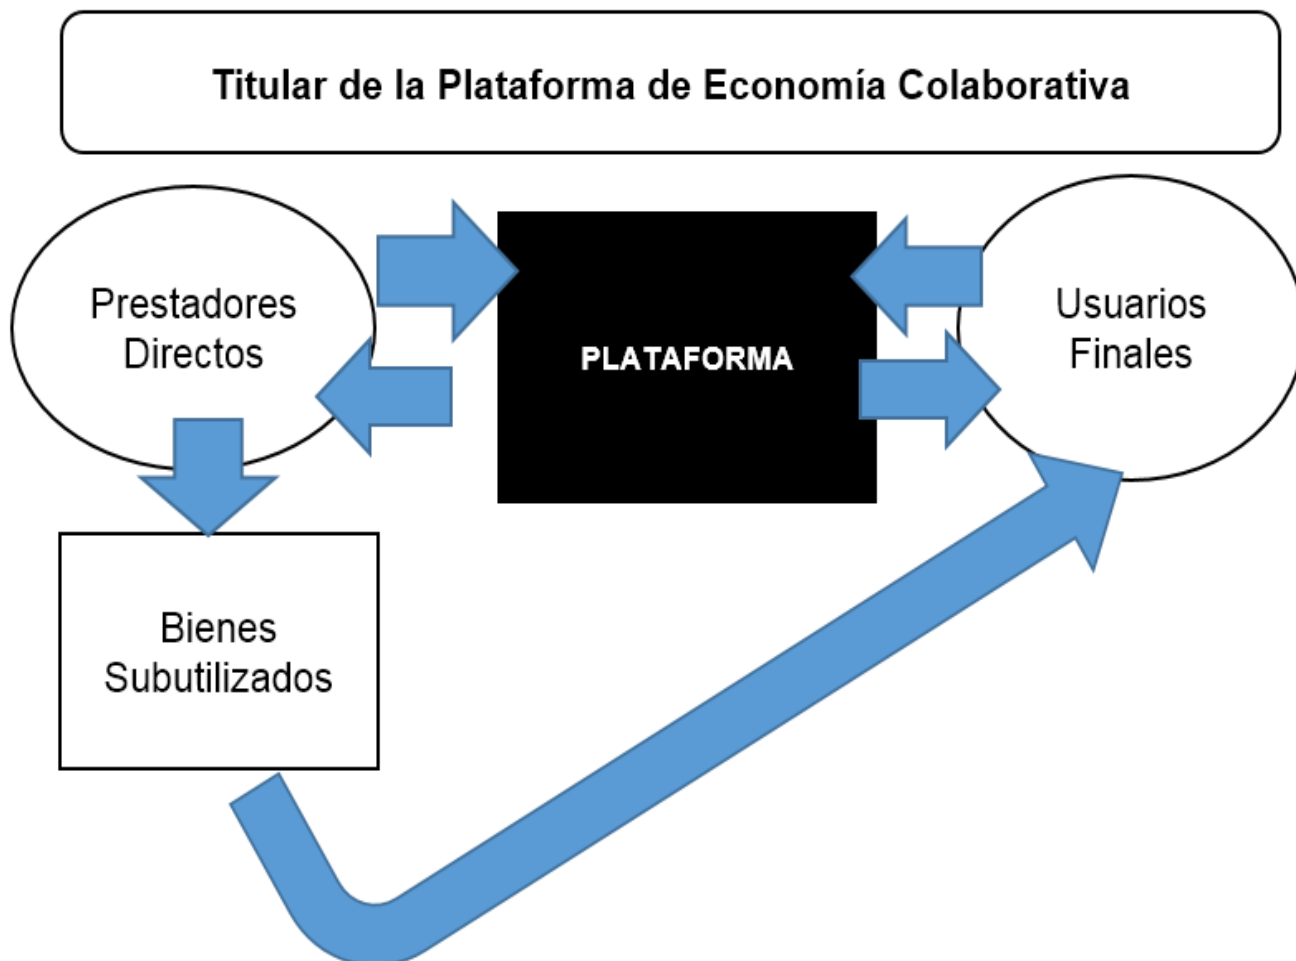 Titular de la Plataforma de Economía Colaborativa
Prestadores
Directos
PLATAFORMA
Usuarios
Finales
Bienes
Subutilizados